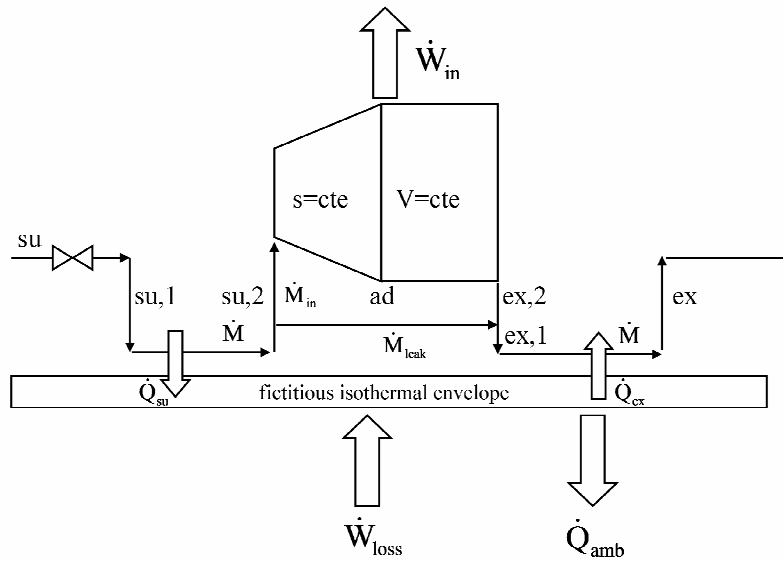 Ẇin
s=cte
V=cte
su
su,1
su,2
Ṁin
ad
ex,2
ex
Ṁ
Ṁleak
ex,1
Ṁ
Q̇su
fictitious isothermal envelope
Q̇ex
Ẇloss
Q̇amb